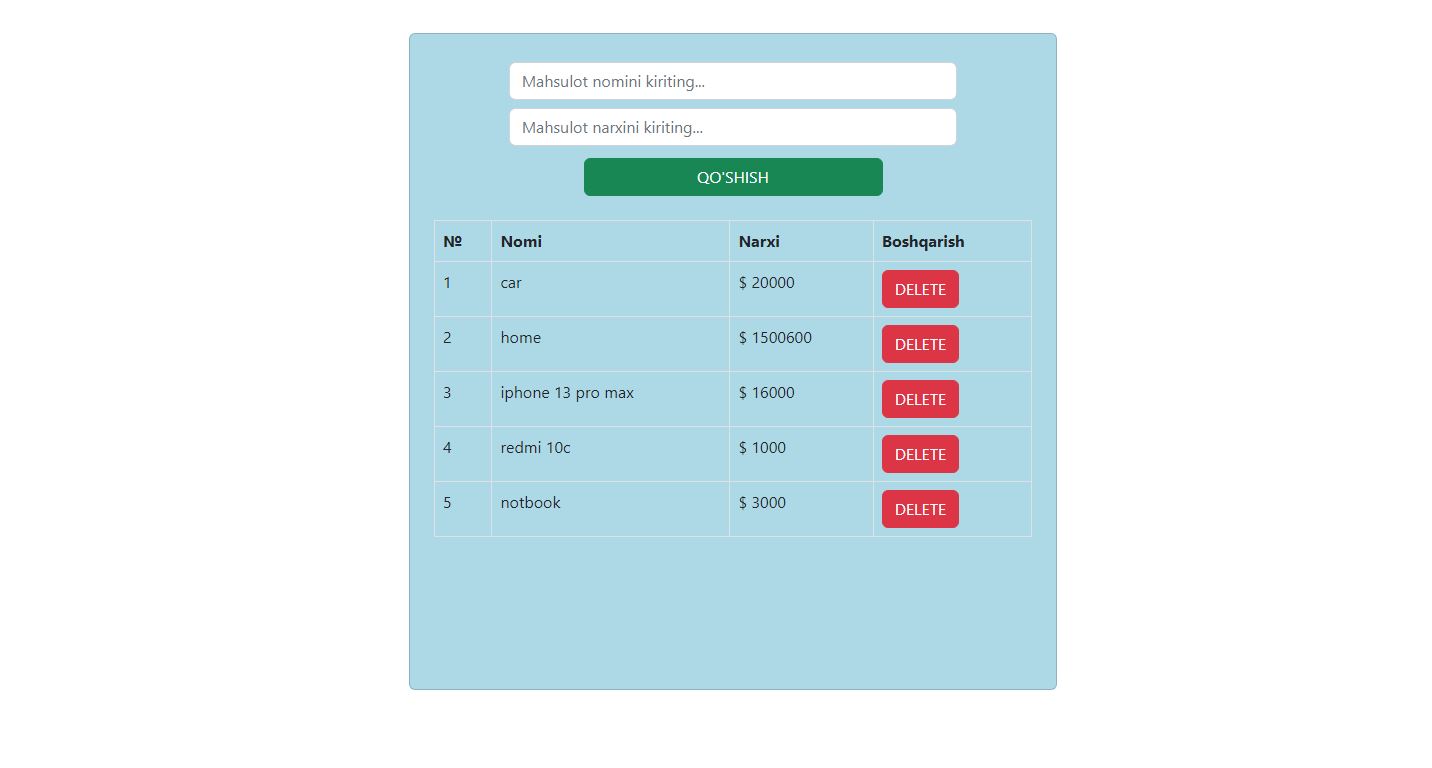 Mahsulot nomini kiriting...
Mahsulot narxini kiriting...
QO'SHISH
№ Nomi Narxi Boshqarish
1 car $ 20000 DELETE
2 home $ 1500600 DELETE
3 iphone 13 pro max $ 16000 DELETE
4 redmi 10c $ 1000 DELETE
5 notbook $ 3000 DELETE